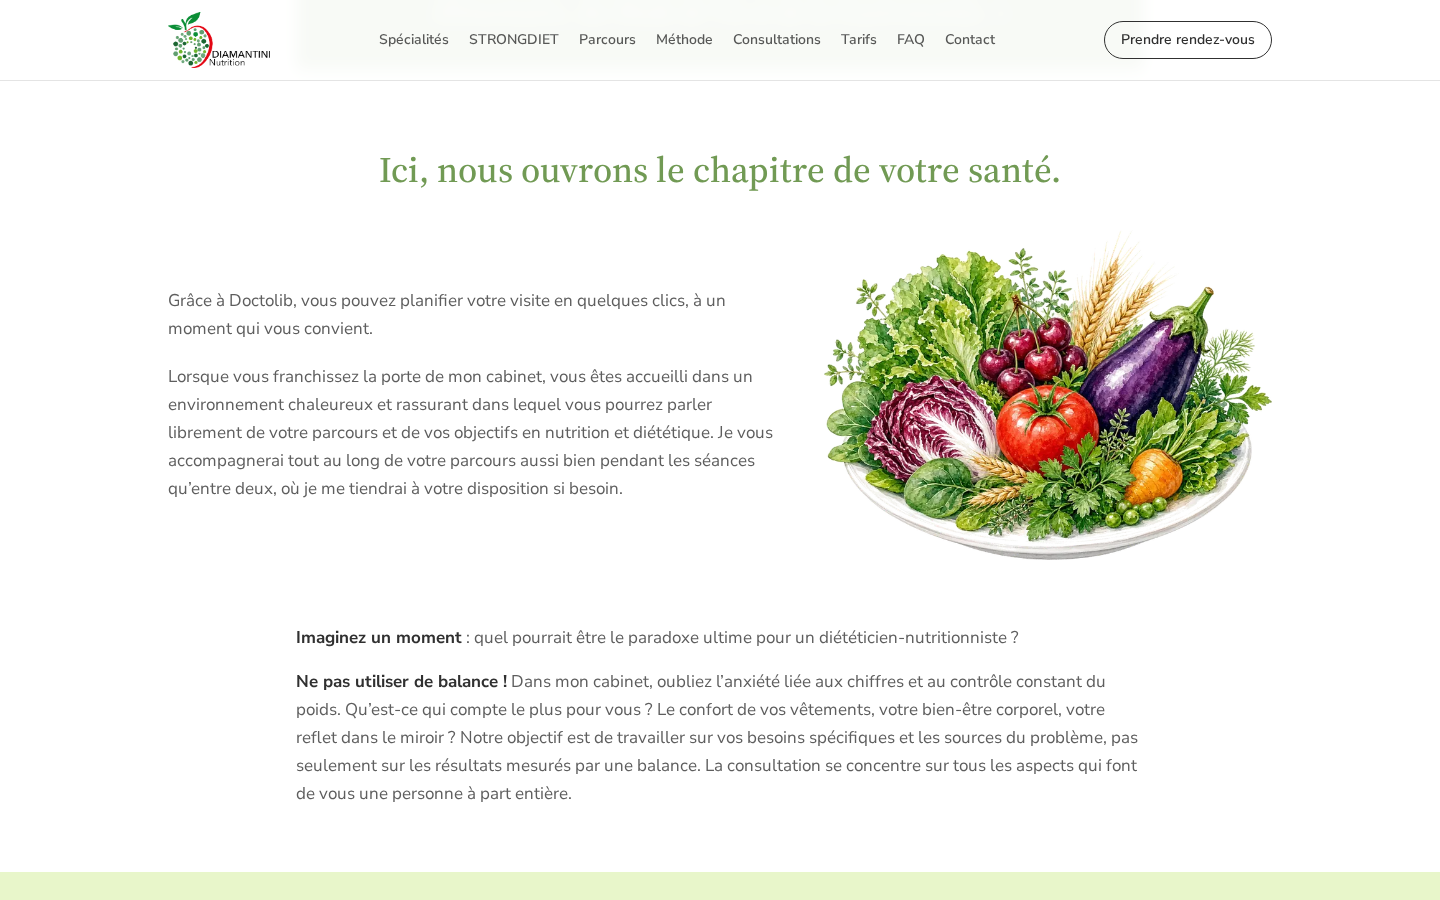 DIAMANTINI
Nutrition
Spécialités STRONGDIET Parcours Méthode Consultations Tarifs FAQ Contact
Prendre rendez-vous
Ici, nous ouvrons le chapitre de votre santé.
Grâce à Doctolib, vous pouvez planifier votre visite en quelques clics, à un
moment qui vous convient.
Lorsque vous franchissez la porte de mon cabinet, vous êtes accueilli dans un
environnement chaleureux et rassurant dans lequel vous pourrez parler
librement de votre parcours et de vos objectifs en nutrition et diététique. Je vous
accompagnerai tout au long de votre parcours aussi bien pendant les séances
qu’entre deux, où je me tiendrai à votre disposition si besoin.
Imaginez un moment : quel pourrait être le paradoxe ultime pour un diététicien-nutritionniste ?
Ne pas utiliser de balance ! Dans mon cabinet, oubliez l’anxiété liée aux chiffres et au contrôle constant du
poids. Qu’est-ce qui compte le plus pour vous ? Le confort de vos vêtements, votre bien-être corporel, votre
reflet dans le miroir ? Notre objectif est de travailler sur vos besoins spécifiques et les sources du problème, pas
seulement sur les résultats mesurés par une balance. La consultation se concentre sur tous les aspects qui font
de vous une personne à part entière.